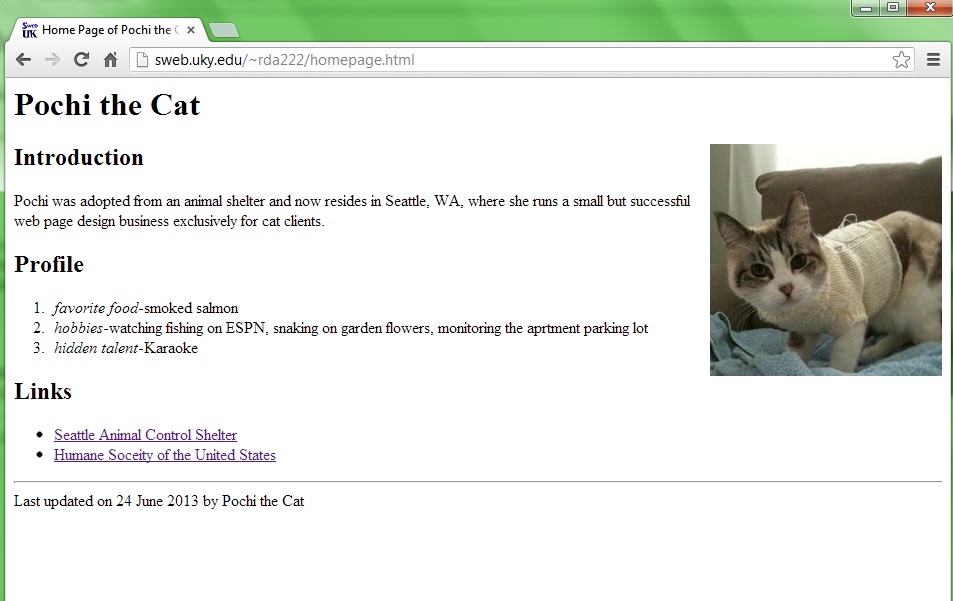 Sweb
UK
Home Page of Pochi the C
sweb.uky.edu/~rda222/homepage.html
Pochi the Cat
Introduction
Pochi was adopted from an animal shelter and now resides in Seattle, WA, where she runs a small but successful
web page design business exclusively for cat clients.
Profile
1. favorite food-smoked salmon
2. hobbies-watching fishing on ESPN, snaking on garden flowers, monitoring the aprtment parking lot
3. hidden talent-Karaoke
Links
• Seattle Animal Control Shelter
• Humane Soceity of the United States
Last updated on 24 June 2013 by Pochi the Cat